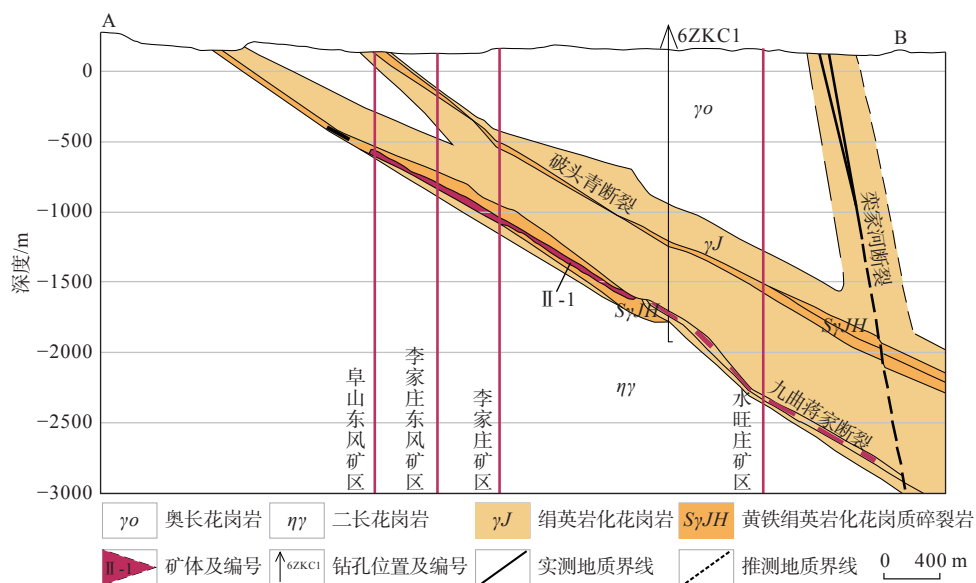 A
6ZKC1
B
0
−500
−1000
−1500
−2000
−2500
−3000
深度/m
γo
破头青断裂
γJ
栾家河断裂
Ⅱ-1
SγJH
SγJH
ηγ
九曲蒋家断裂
阜山东风矿区
李家庄东风矿区
李家庄矿区
水旺庄矿区
γo 奥长花岗岩 ηγ 二长花岗岩 γJ 绢英岩化花岗岩 SγJH 黄铁绢英岩化花岗质碎裂岩
Ⅱ-1 矿体及编号 6ZKC1 钻孔位置及编号 实测地质界线 推测地质界线 0 400 m